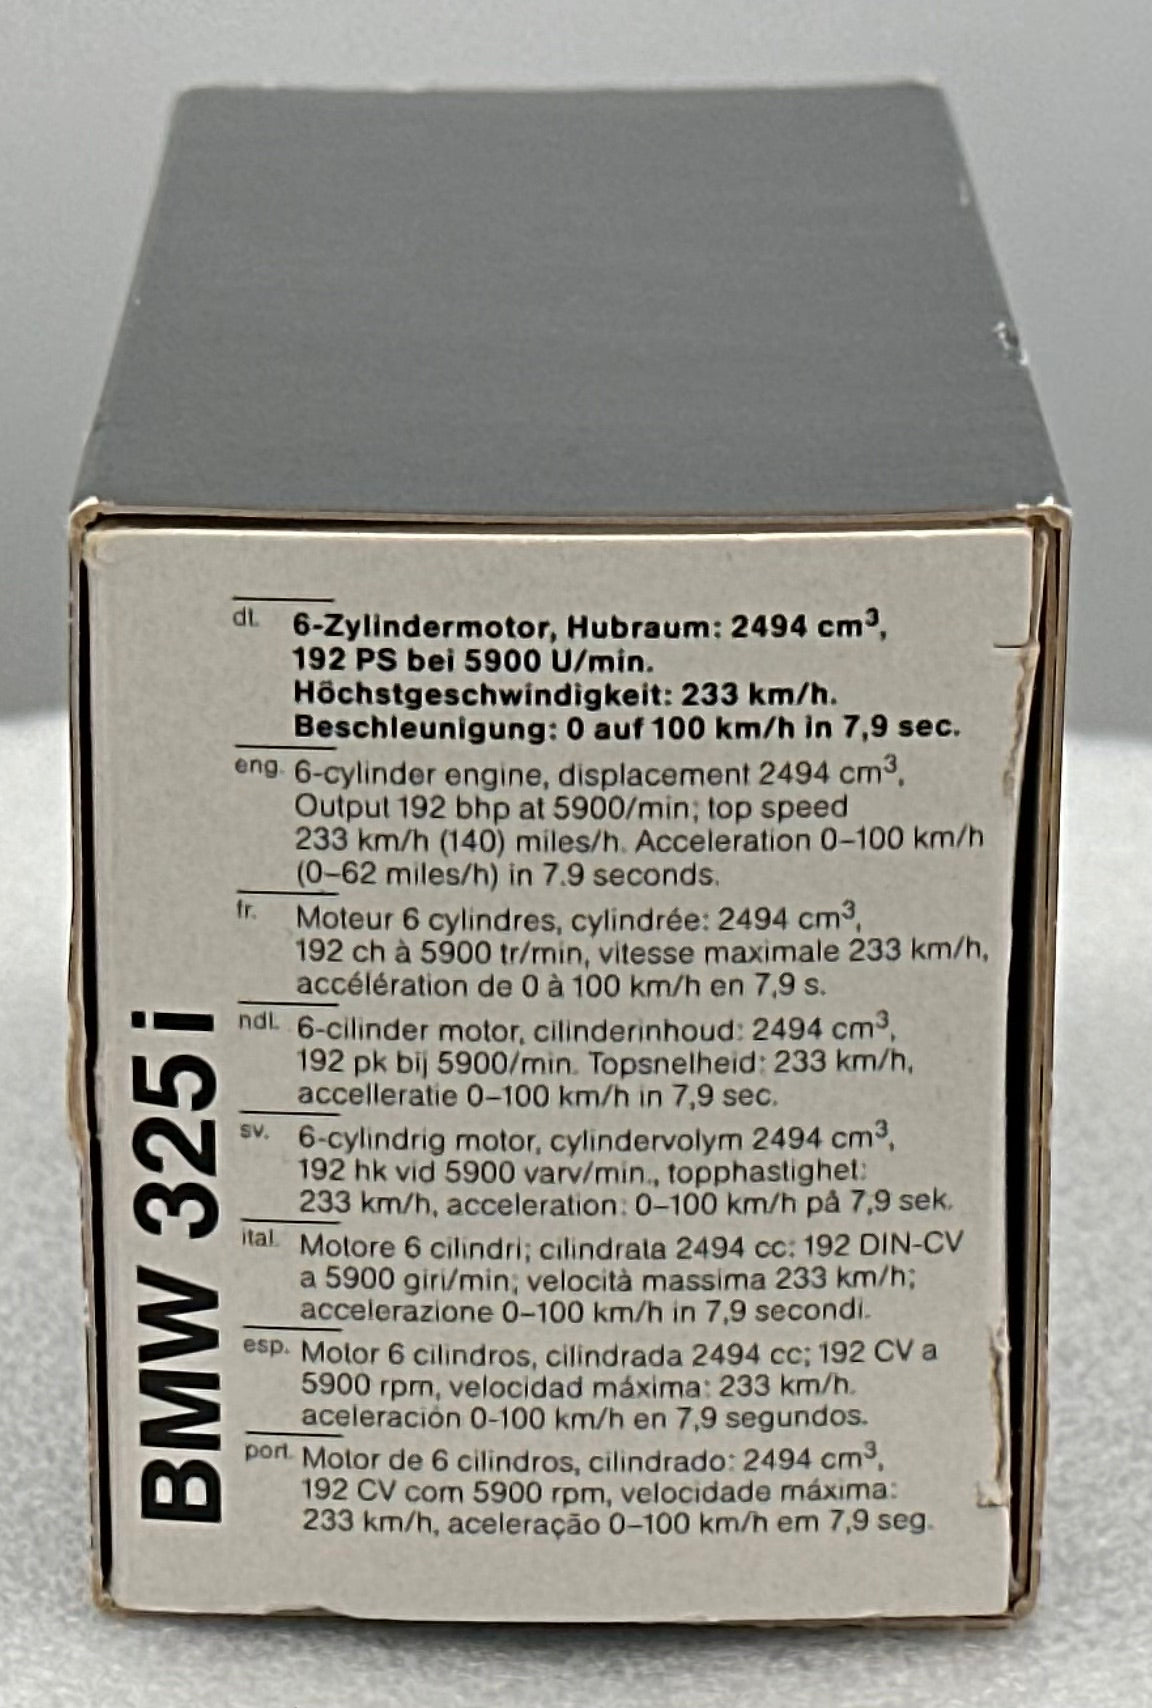 BMW 325i
dt.
6-Zylindermotor, Hubraum: 2494 cm³,
192 PS bei 5900 U/min.
Höchstgeschwindigkeit: 233 km/h.
Beschleunigung: 0 auf 100 km/h in 7,9 sec.
eng. 6-cylinder engine, displacement 2494 cm³,
Output 192 bhp at 5900/min; top speed
233 km/h (140) miles/h. Acceleration 0–100 km/h
(0–62 miles/h) in 7.9 seconds.
fr. Moteur 6 cylindres, cylindrée: 2494 cm³,
192 ch à 5900 tr/min, vitesse maximale 233 km/h,
accélération de 0 à 100 km/h en 7,9 s.
ndl. 6-cilinder motor, cilinderinhoud: 2494 cm³,
192 pk bij 5900/min. Topsnelheid: 233 km/h,
accelleratie 0–100 km/h in 7,9 sec.
sv. 6-cylindrig motor, cylindervolym 2494 cm³,
192 hk vid 5900 varv/min., topphastighet:
233 km/h, acceleration: 0–100 km/h på 7,9 sek.
ital. Motore 6 cilindri; cilindrata 2494 cc: 192 DIN-CV
a 5900 giri/min; velocità massima 233 km/h;
accelerazione 0–100 km/h in 7,9 secondi.
esp. Motor 6 cilindros, cilindrada 2494 cc; 192 CV a
5900 rpm, velocidad máxima: 233 km/h.
aceleración 0-100 km/h en 7,9 segundos.
port. Motor de 6 cilindros, cilindrado: 2494 cm³,
192 CV com 5900 rpm, velocidade máxima:
233 km/h, aceleração 0–100 km/h em 7,9 seg.